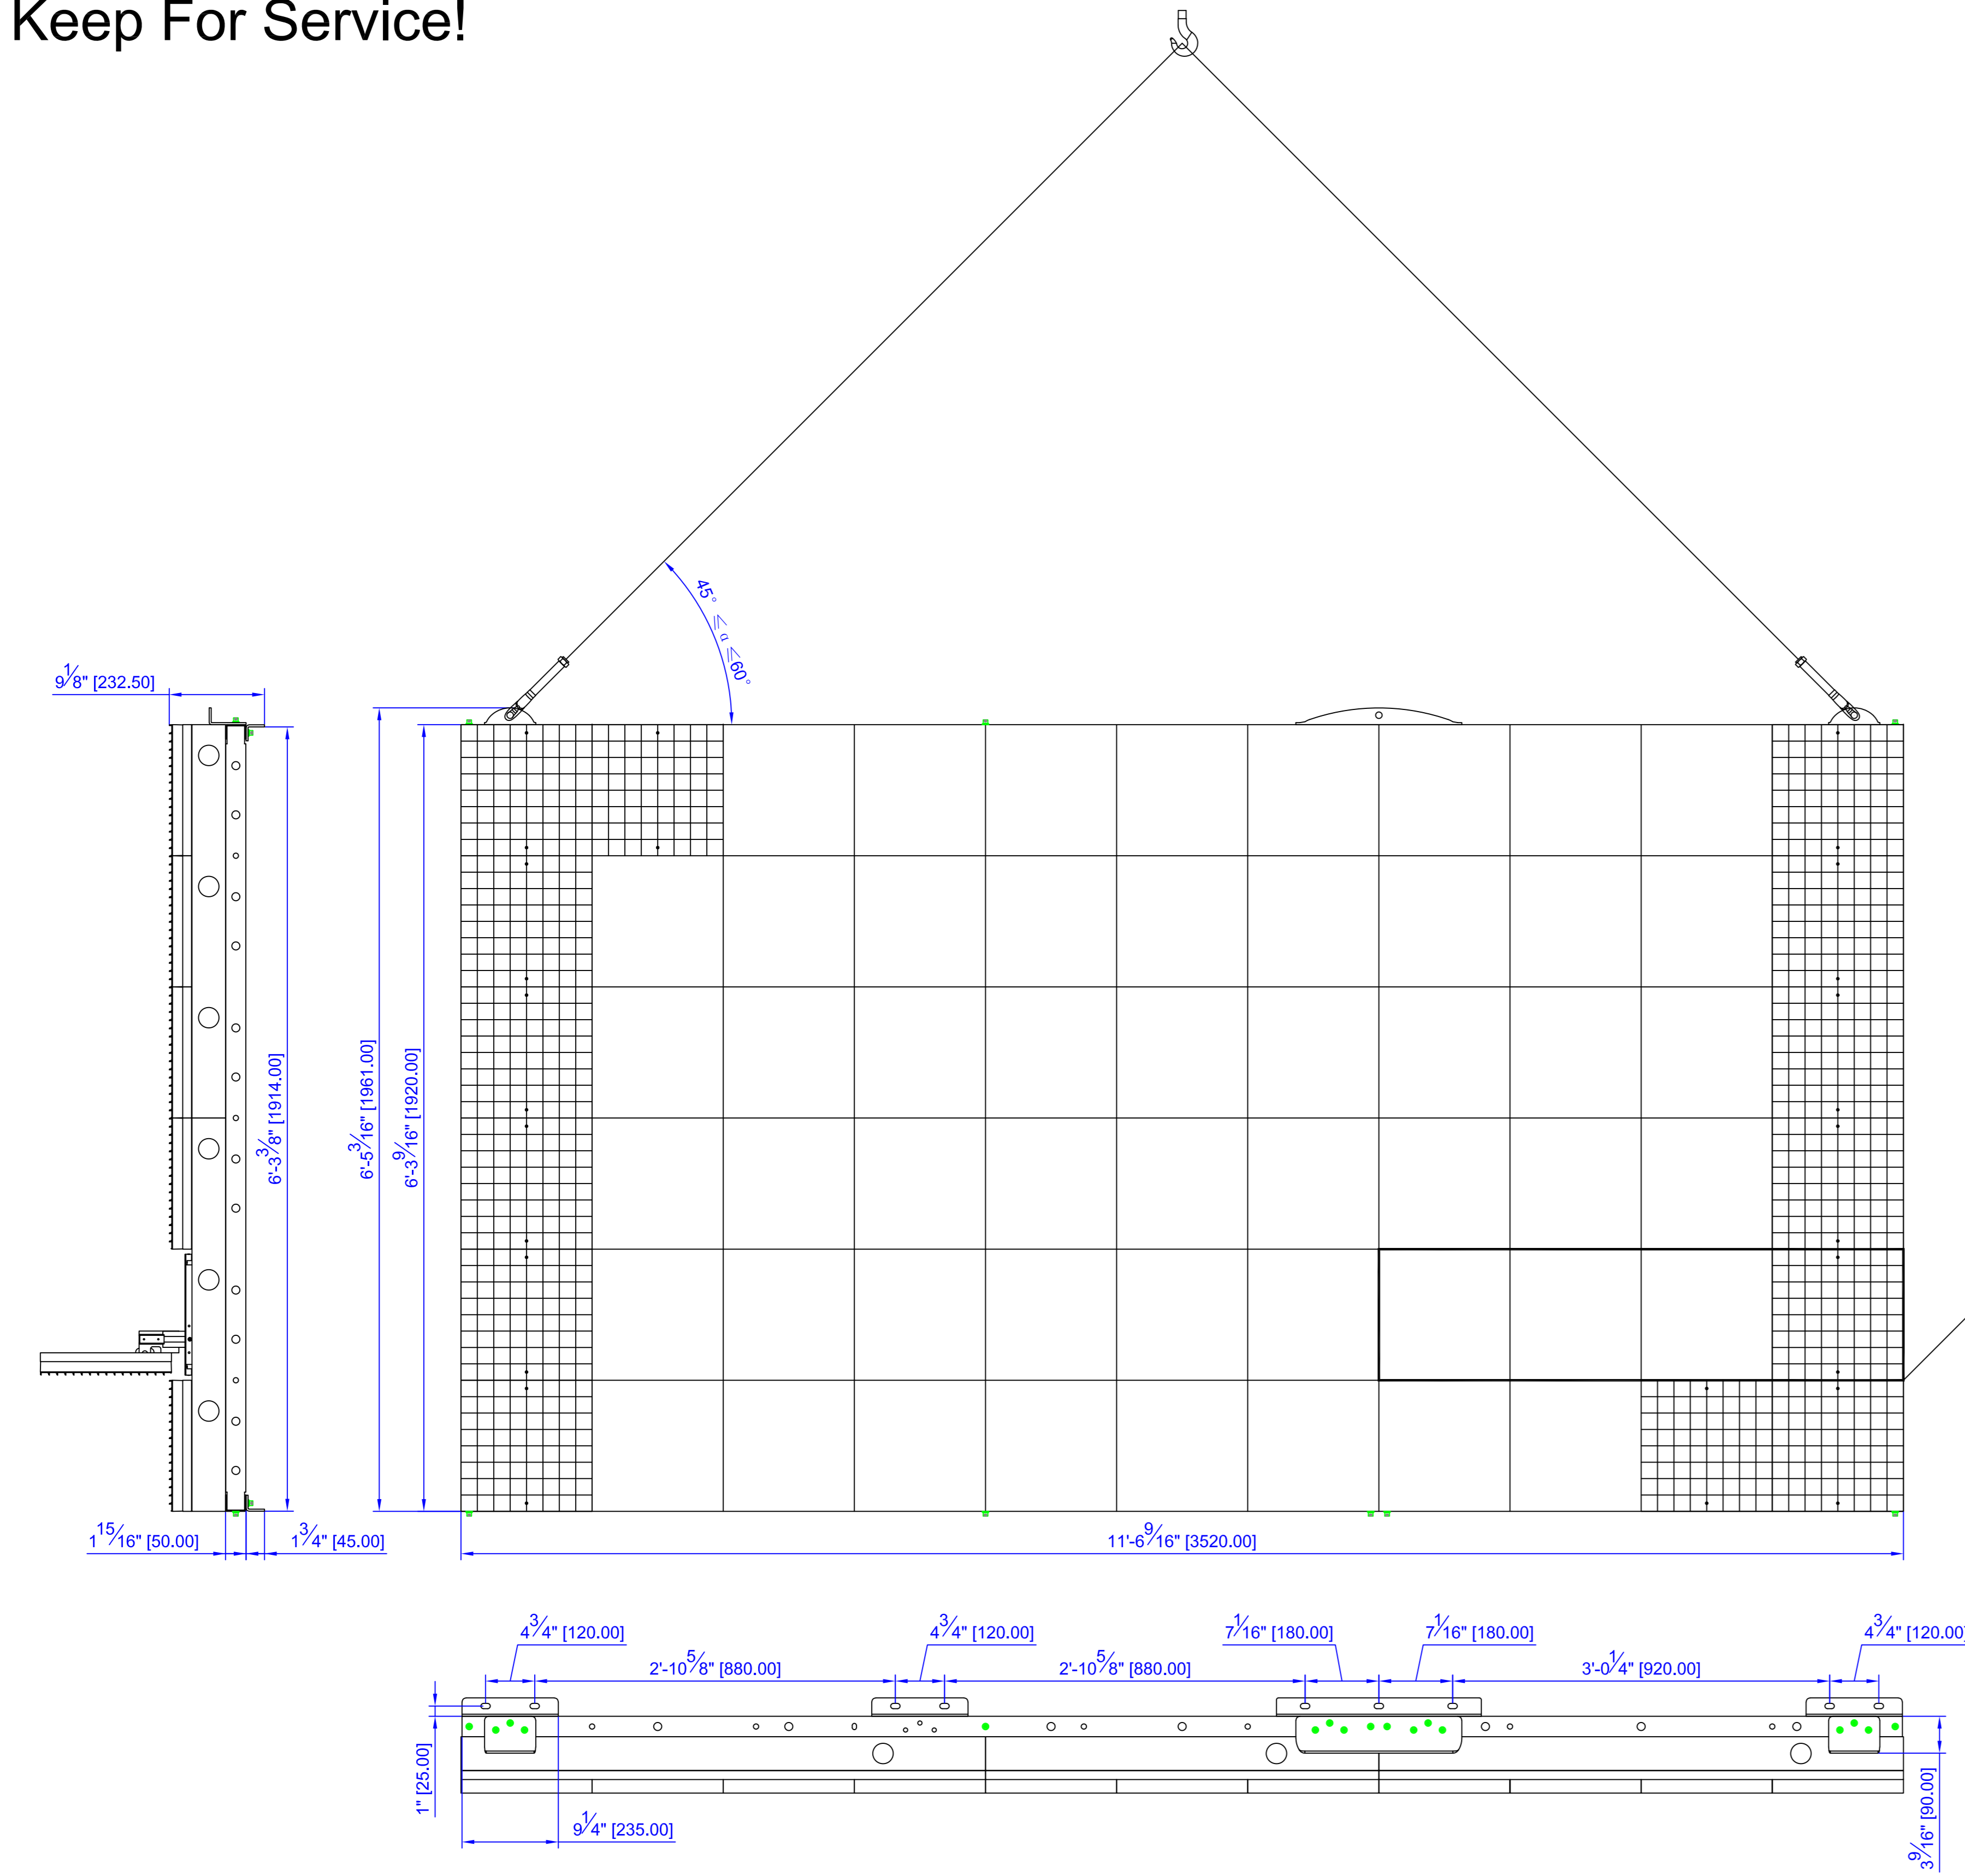 Keep For Service!
45° ≤ α ≤60°
9 1/8" [232.50]
6'-3 3/8" [1914.00]
6'-5 3/16" [1961.00]
6'-3 9/16" [1920.00]
1 15/16" [50.00]
1 3/4" [45.00]
11'-6 9/16" [3520.00]
4 3/4" [120.00]
4 3/4" [120.00]
7 1/16" [180.00]
7 1/16" [180.00]
4 3/4" [120.00]
2'-10 5/8" [880.00]
2'-10 5/8" [880.00]
3'-0 1/4" [920.00]
1" [25.00]
9 1/4" [235.00]
3 9/16" [90.00]